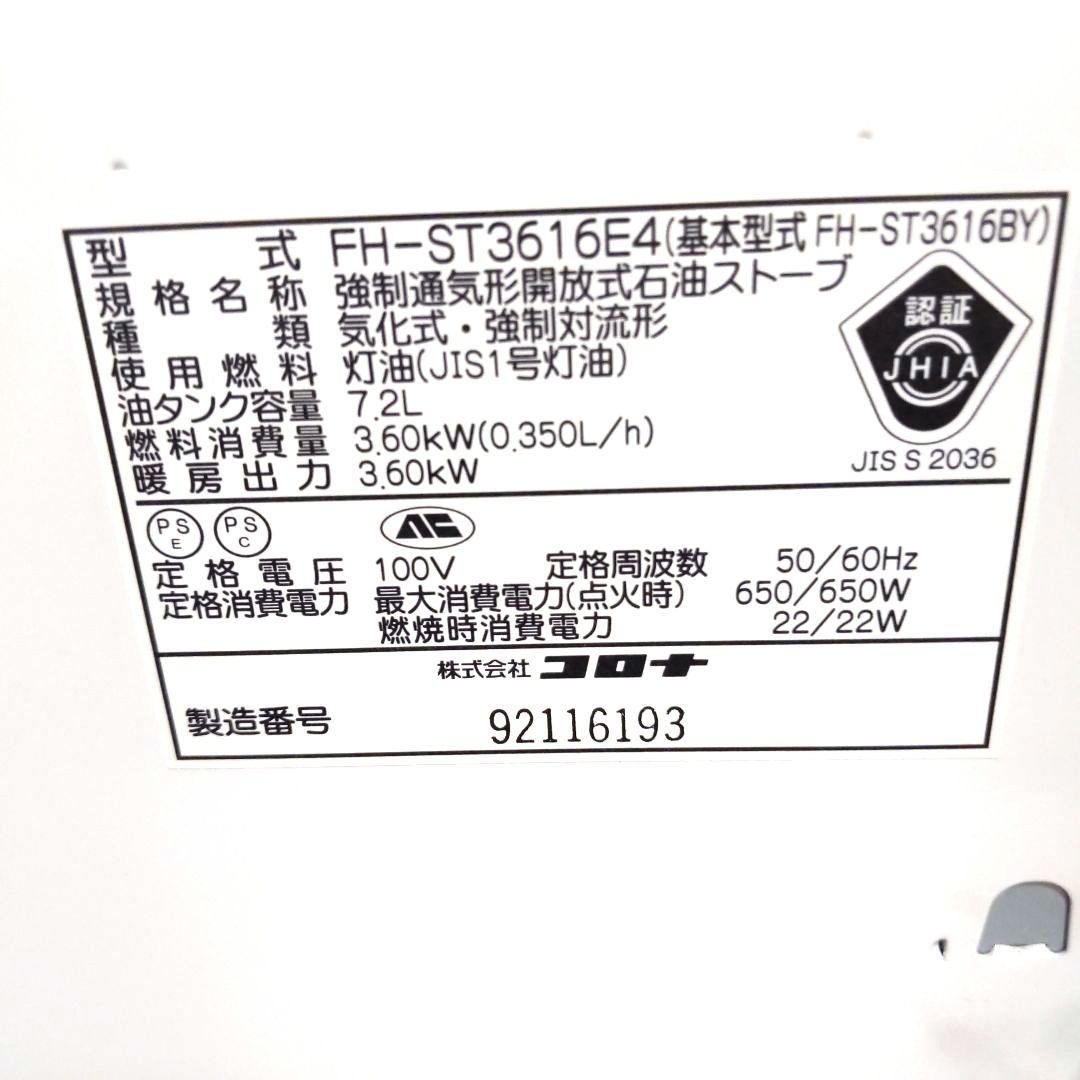 型式 FH-ST3616E4(基本型式 FH-ST3616BY)
規格名称 強制通気形開放式石油ストーブ
種類 気化式・強制対流形
使用燃料 灯油(JIS1号灯油)
油タンク容量 7.2L
燃料消費量 3.60kW(0.350L/h)
暖房出力 3.60kW
認証
JHIA
JIS S 2036
PS E PS C
定格電圧 100V 定格周波数 50/60Hz
定格消費電力 最大消費電力(点火時) 650/650W
燃焼時消費電力 22/22W
株式会社 コロナ
製造番号 92116193